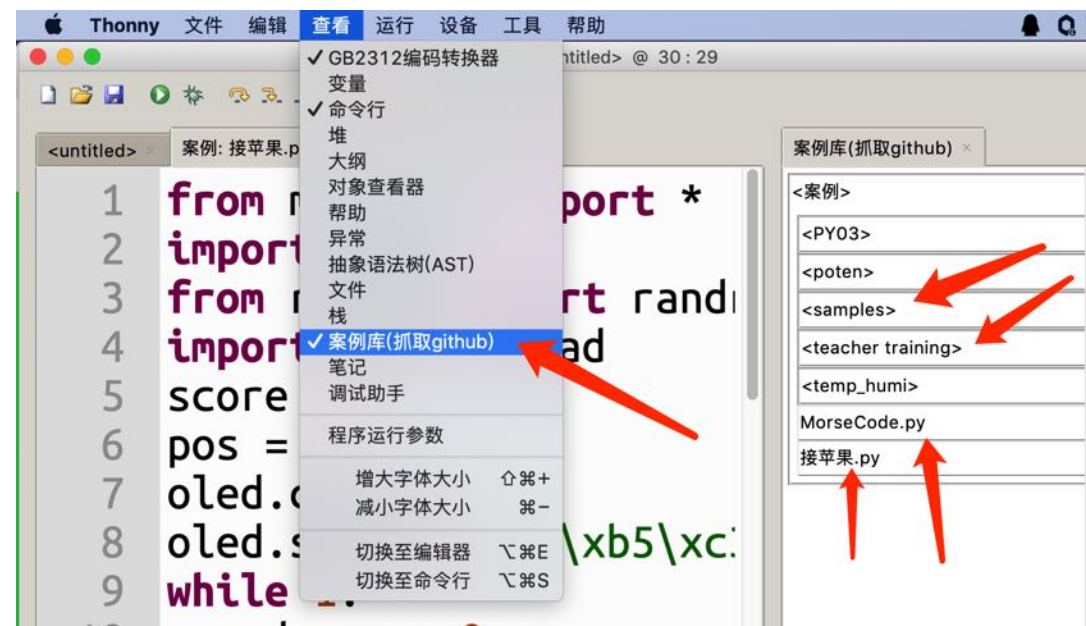 Thonny 文件 编辑 查看 运行 设备 工具 帮助
ntitled> @ 30 : 29
<untitled>
案例: 接苹果.p
案例库(抓取github)
✓ GB2312编码转换器
变量
✓ 命令行
堆
大纲
对象查看器
帮助
异常
抽象语法树(AST)
文件
栈
✓ 案例库(抓取github)
笔记
调试助手
程序运行参数
增大字体大小 ⇧⌘+
减小字体大小 ⌘−
切换至编辑器 ⌥⌘E
切换至命令行 ⌥⌘S
1 from port *
2 import
3 from rt rand
4 import ad
5 score
6 pos =
7 oled.
8 oled.s \xb5\xc
9 while
<案例>
<PY03>
<poten>
<samples>
<teacher training>
<temp_humi>
MorseCode.py
接苹果.py